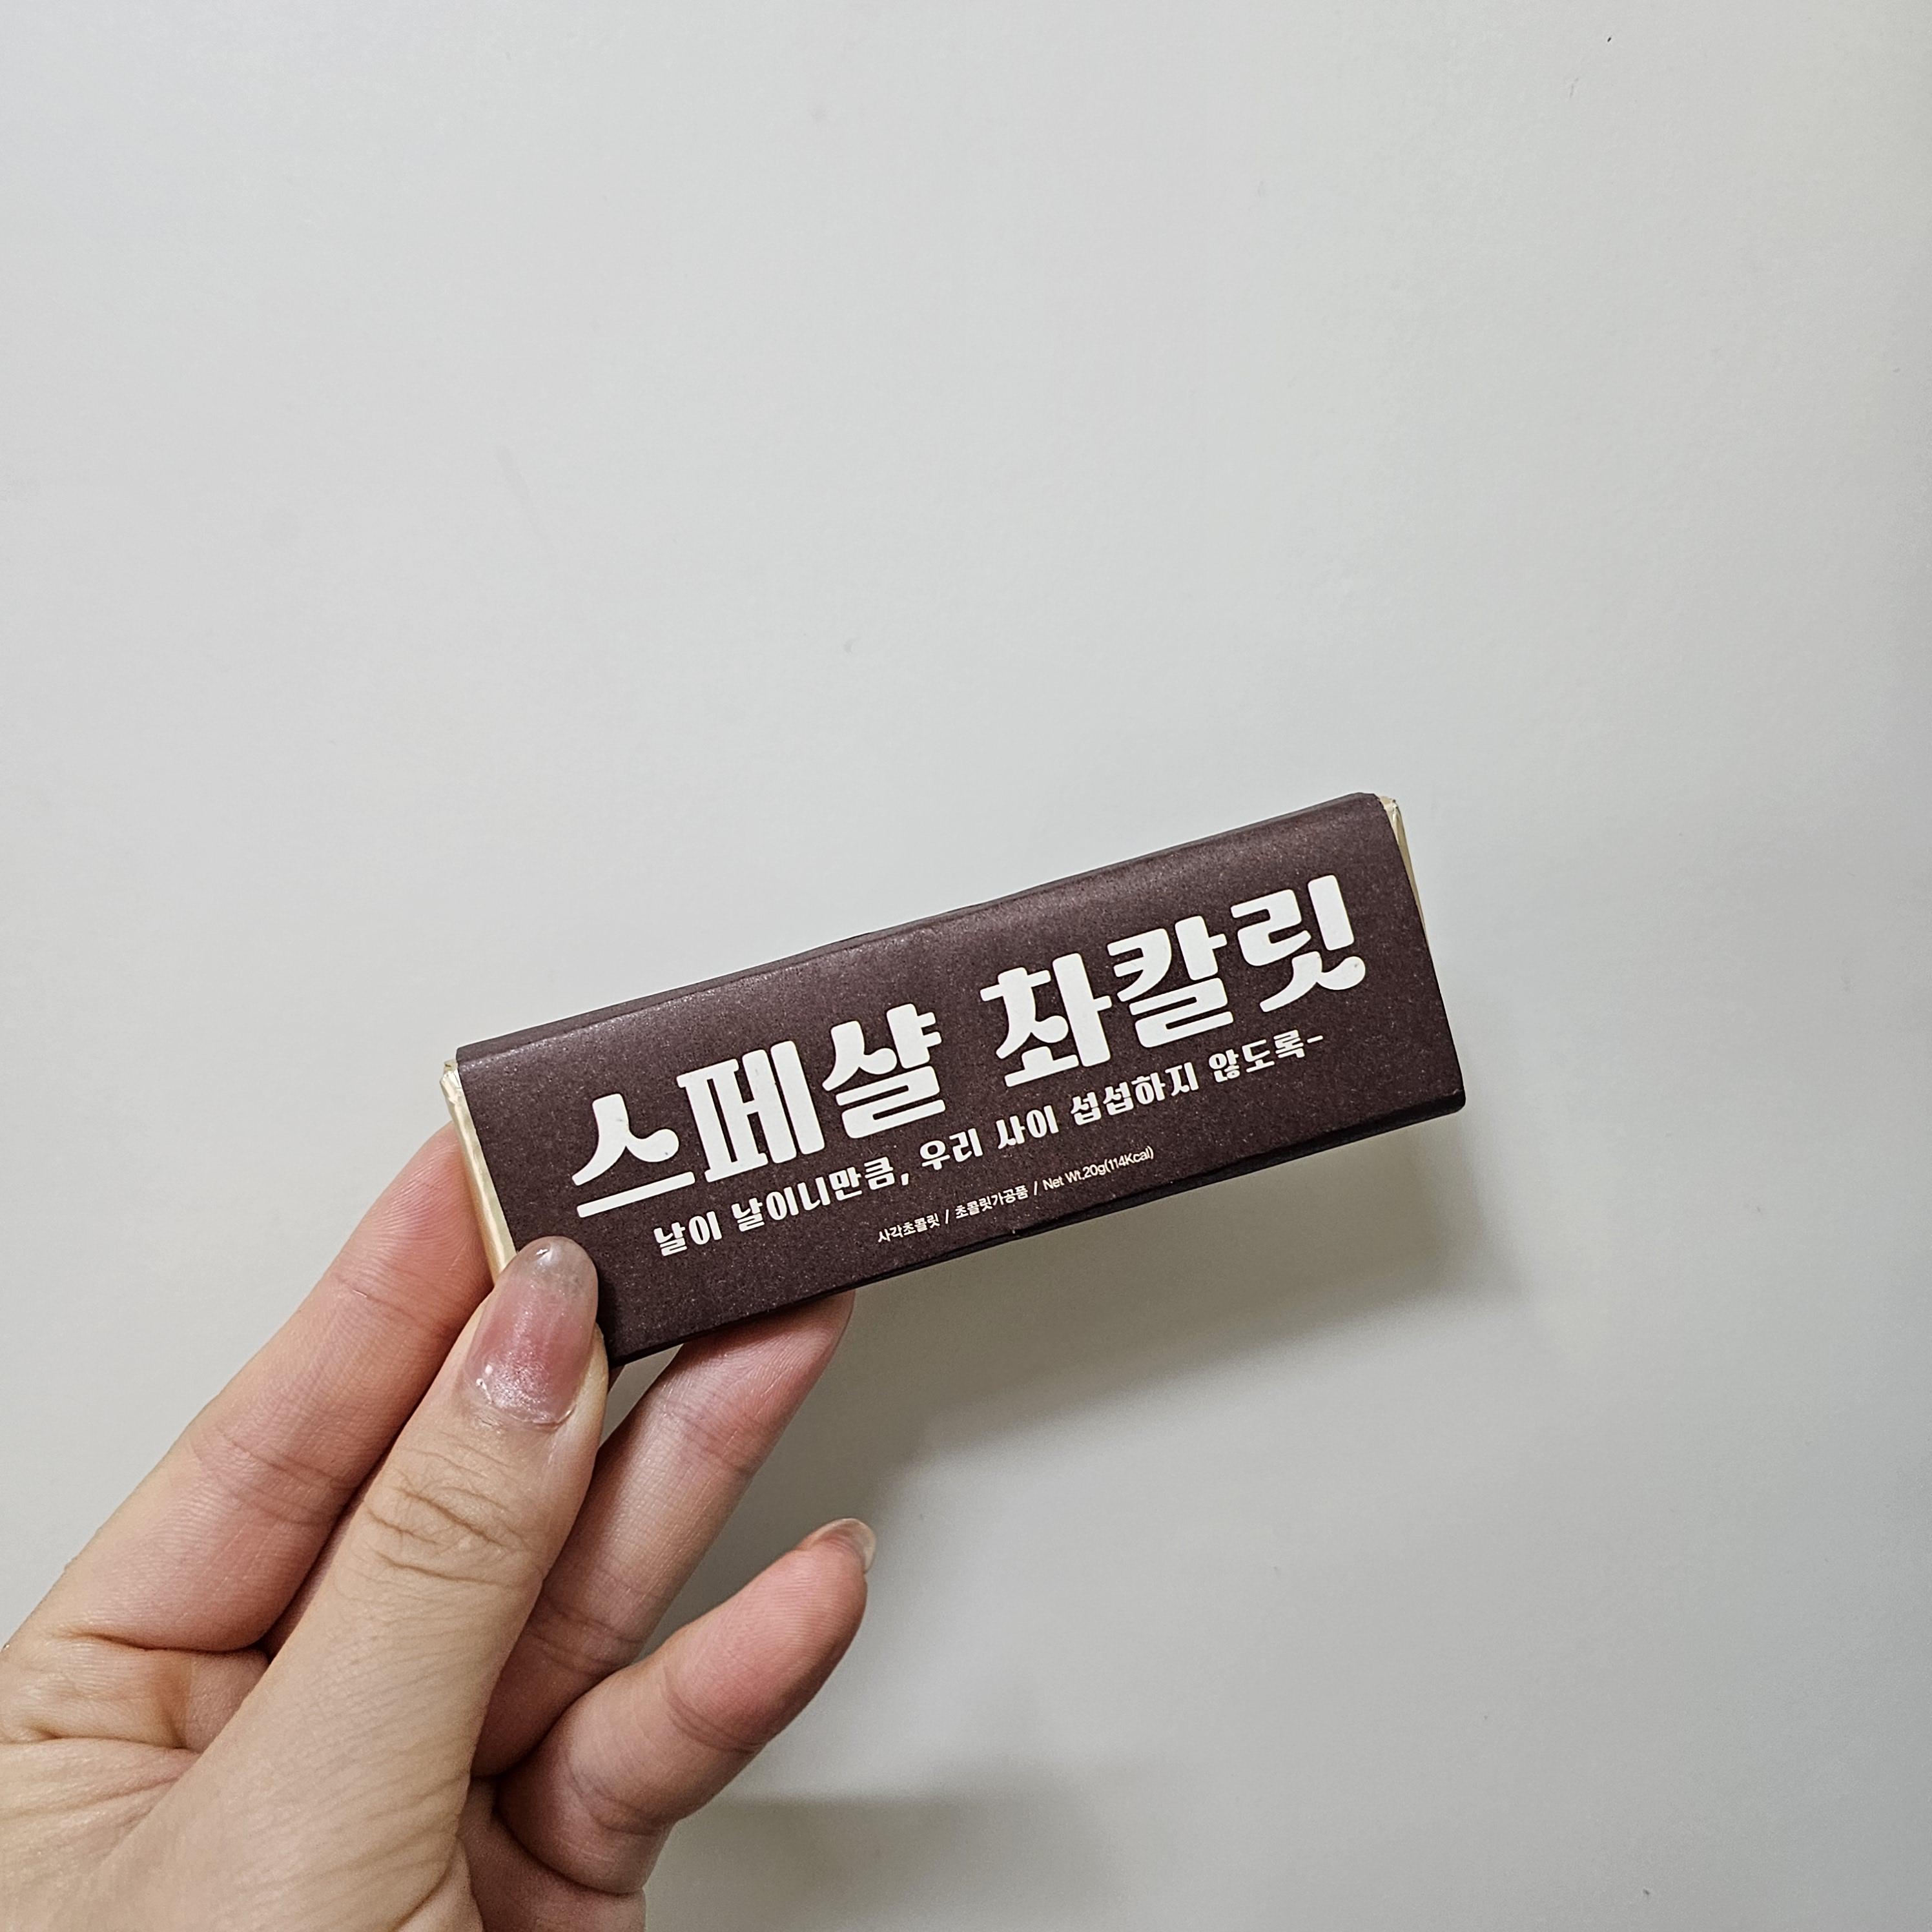 스페샬 촤칼릿
날이 날이니만큼, 우리 사이 섭섭하지 않도록-
사각초콜릿 / 초콜릿가공품 / Net Wt.20g(114Kcal)